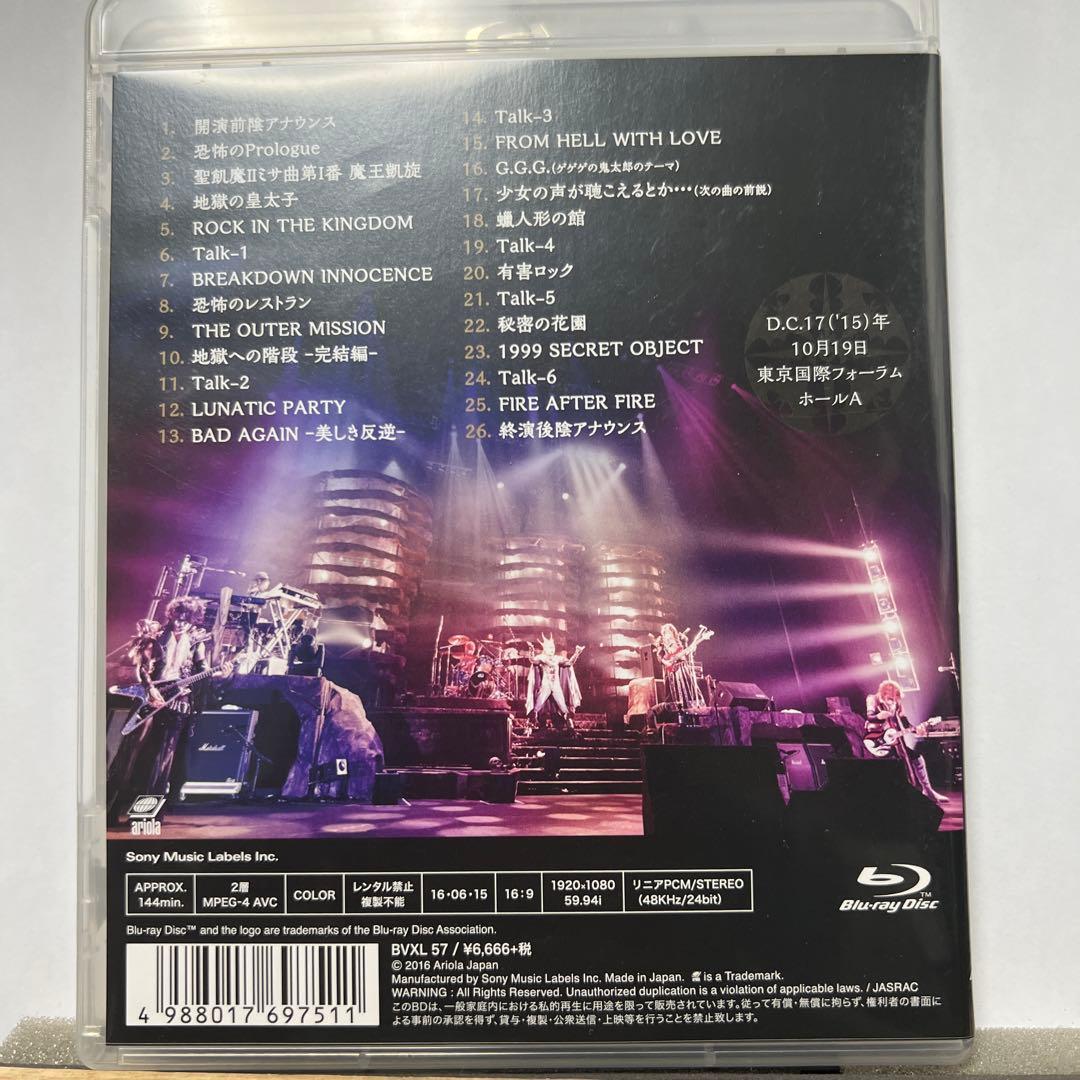 1. 開演前陰アナウンス
2. 恐怖のPrologue
3. 聖飢魔Ⅱミサ曲第Ⅰ番 魔王凱旋
4. 地獄の皇太子
5. ROCK IN THE KINGDOM
6. Talk-1
7. BREAKDOWN INNOCENCE
8. 恐怖のレストラン
9. THE OUTER MISSION
10. 地獄への階段 -完結編-
11. Talk-2
12. LUNATIC PARTY
13. BAD AGAIN -美しき反逆-
14. Talk-3
15. FROM HELL WITH LOVE
16. G.G.G.(ゲゲゲの鬼太郎のテーマ)
17. 少女の声が聴こえるとか…(次の曲の前説)
18. 蝋人形の館
19. Talk-4
20. 有害ロック
21. Talk-5
22. 秘密の花園
23. 1999 SECRET OBJECT
24. Talk-6
25. FIRE AFTER FIRE
26. 終演後陰アナウンス
D.C.17('15)年
10月19日
東京国際フォーラム
ホールA
Marshall
ariola
Sony Music Labels Inc.
APPROX.
144min.
2層
MPEG-4 AVC
COLOR
レンタル禁止
複製不能
16・06・15
16:9
1920×1080
59.94i
リニアPCM/STEREO
(48KHz/24bit)
Blu-ray Disc™
Blu-ray Disc™ and the logo are trademarks of the Blu-ray Disc Association.
BVXL 57 / ¥6,666+税
© 2016 Ariola Japan
Manufactured by Sony Music Labels Inc. Made in Japan. is a Trademark.
WARNING : All Rights Reserved. Unauthorized duplication is a violation of applicable laws. / JASRAC
このBDは、一般家庭内における私的再生に用途を限って販売されています。従って有償・無償に拘らず、権利者の書面に
よる事前の承認を得ず、貸与・複製・公衆送信・上映等を行うことを禁止致します。
4 988017 697511